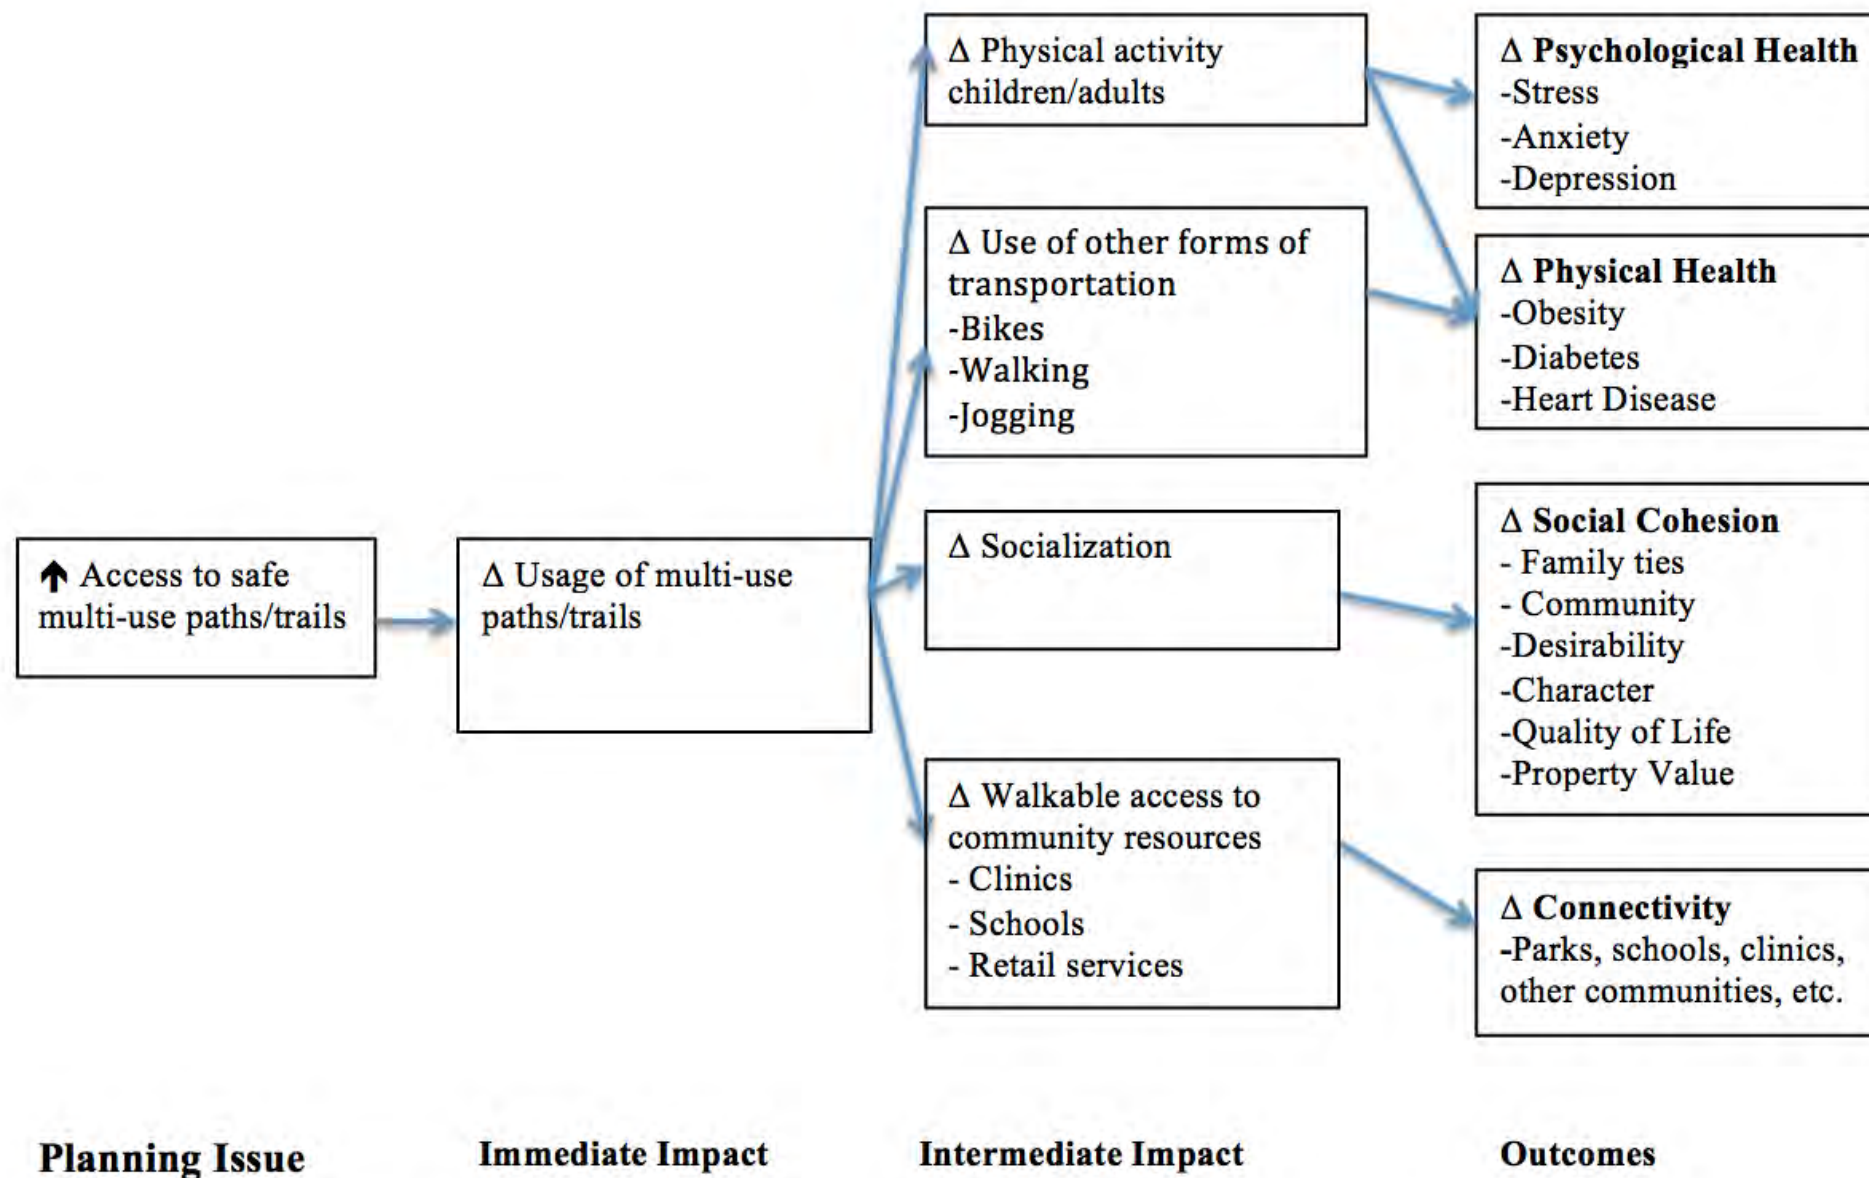 ↑ Access to safe
multi-use paths/trails
Δ Usage of multi-use
paths/trails
Δ Physical activity
children/adults
Δ Use of other forms of
transportation
-Bikes
-Walking
-Jogging
Δ Socialization
Δ Walkable access to
community resources
- Clinics
- Schools
- Retail services
Δ Psychological Health
-Stress
-Anxiety
-Depression
Δ Physical Health
-Obesity
-Diabetes
-Heart Disease
Δ Social Cohesion
- Family ties
- Community
-Desirability
-Character
-Quality of Life
-Property Value
Δ Connectivity
-Parks, schools, clinics,
other communities, etc.
Planning Issue
Immediate Impact
Intermediate Impact
Outcomes